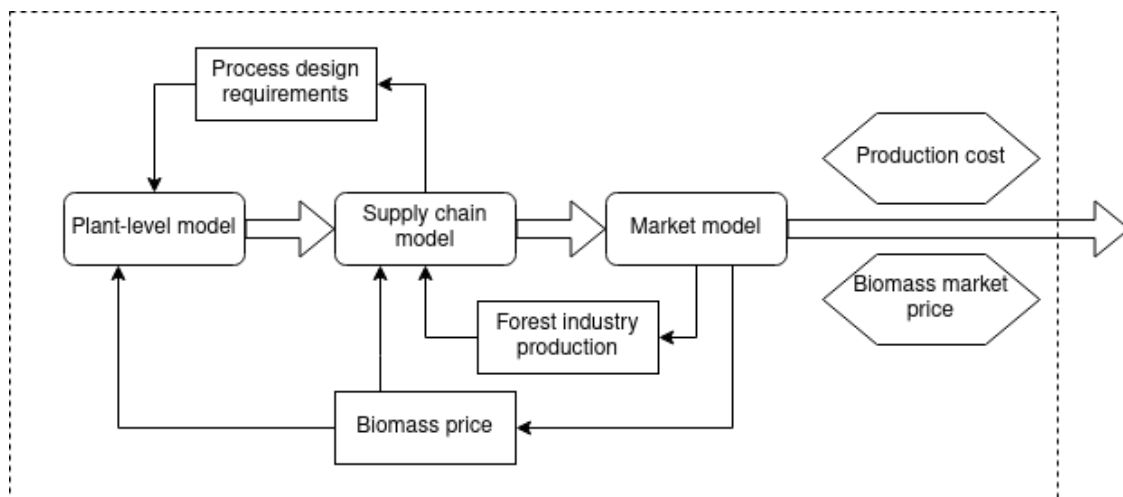 Process design
requirements
Production cost
Plant-level model
Supply chain
model
Market model
Biomass market
price
Forest industry
production
Biomass price